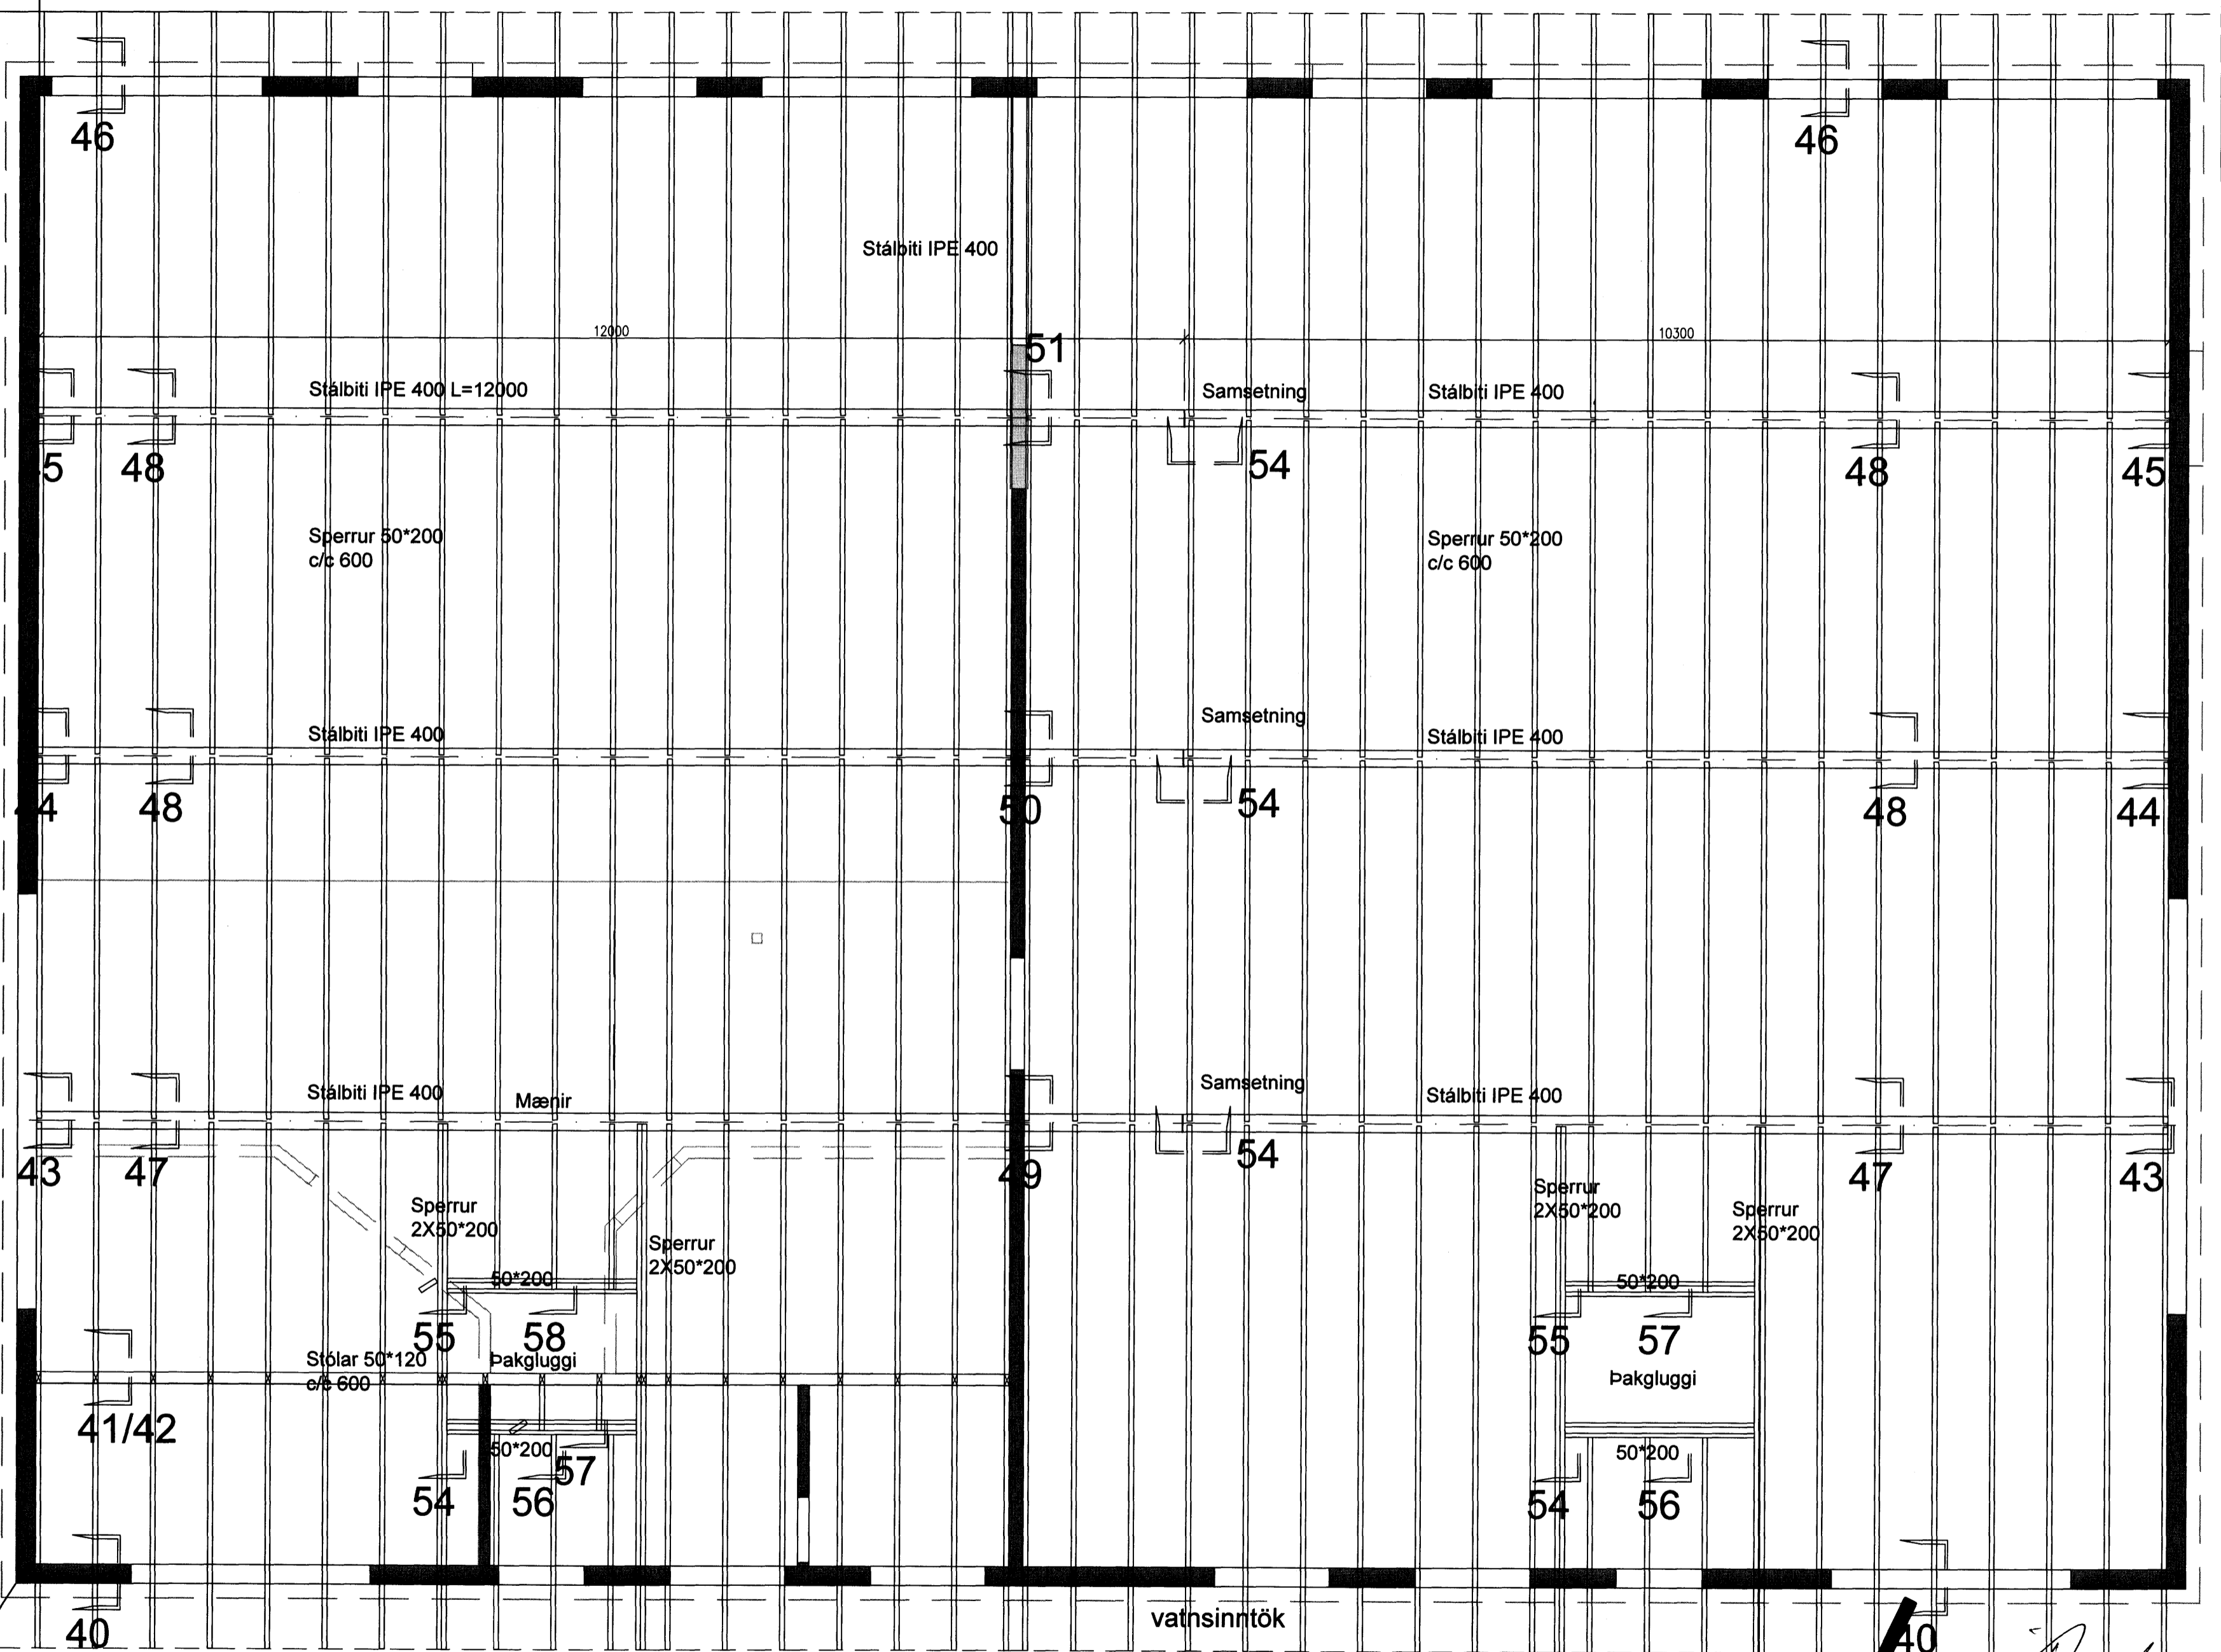 46
46
Stálbiti IPE 400
12000
10300
51
Stálbiti IPE 400 L=12000
Samsetning
Stálbiti IPE 400
5
48
54
48
45
Sperrur 50*200
c/c 600
Sperrur 50*200
c/c 600
Stálbiti IPE 400
Samsetning
Stálbiti IPE 400
44
48
50
54
48
44
Stálbiti IPE 400
Mænir
Samsetning
Stálbiti IPE 400
43
47
49
54
47
43
Sperrur
2X50*200
Sperrur
2X50*200
Sperrur
2X50*200
Sperrur
2X50*200
50*200
50*200
55
58
55
57
Stólar 50*120
c/c 600
Þakgluggi
Þakgluggi
41/42
50*200
50*200
57
54
56
54
56
vatnsinntök
40
40